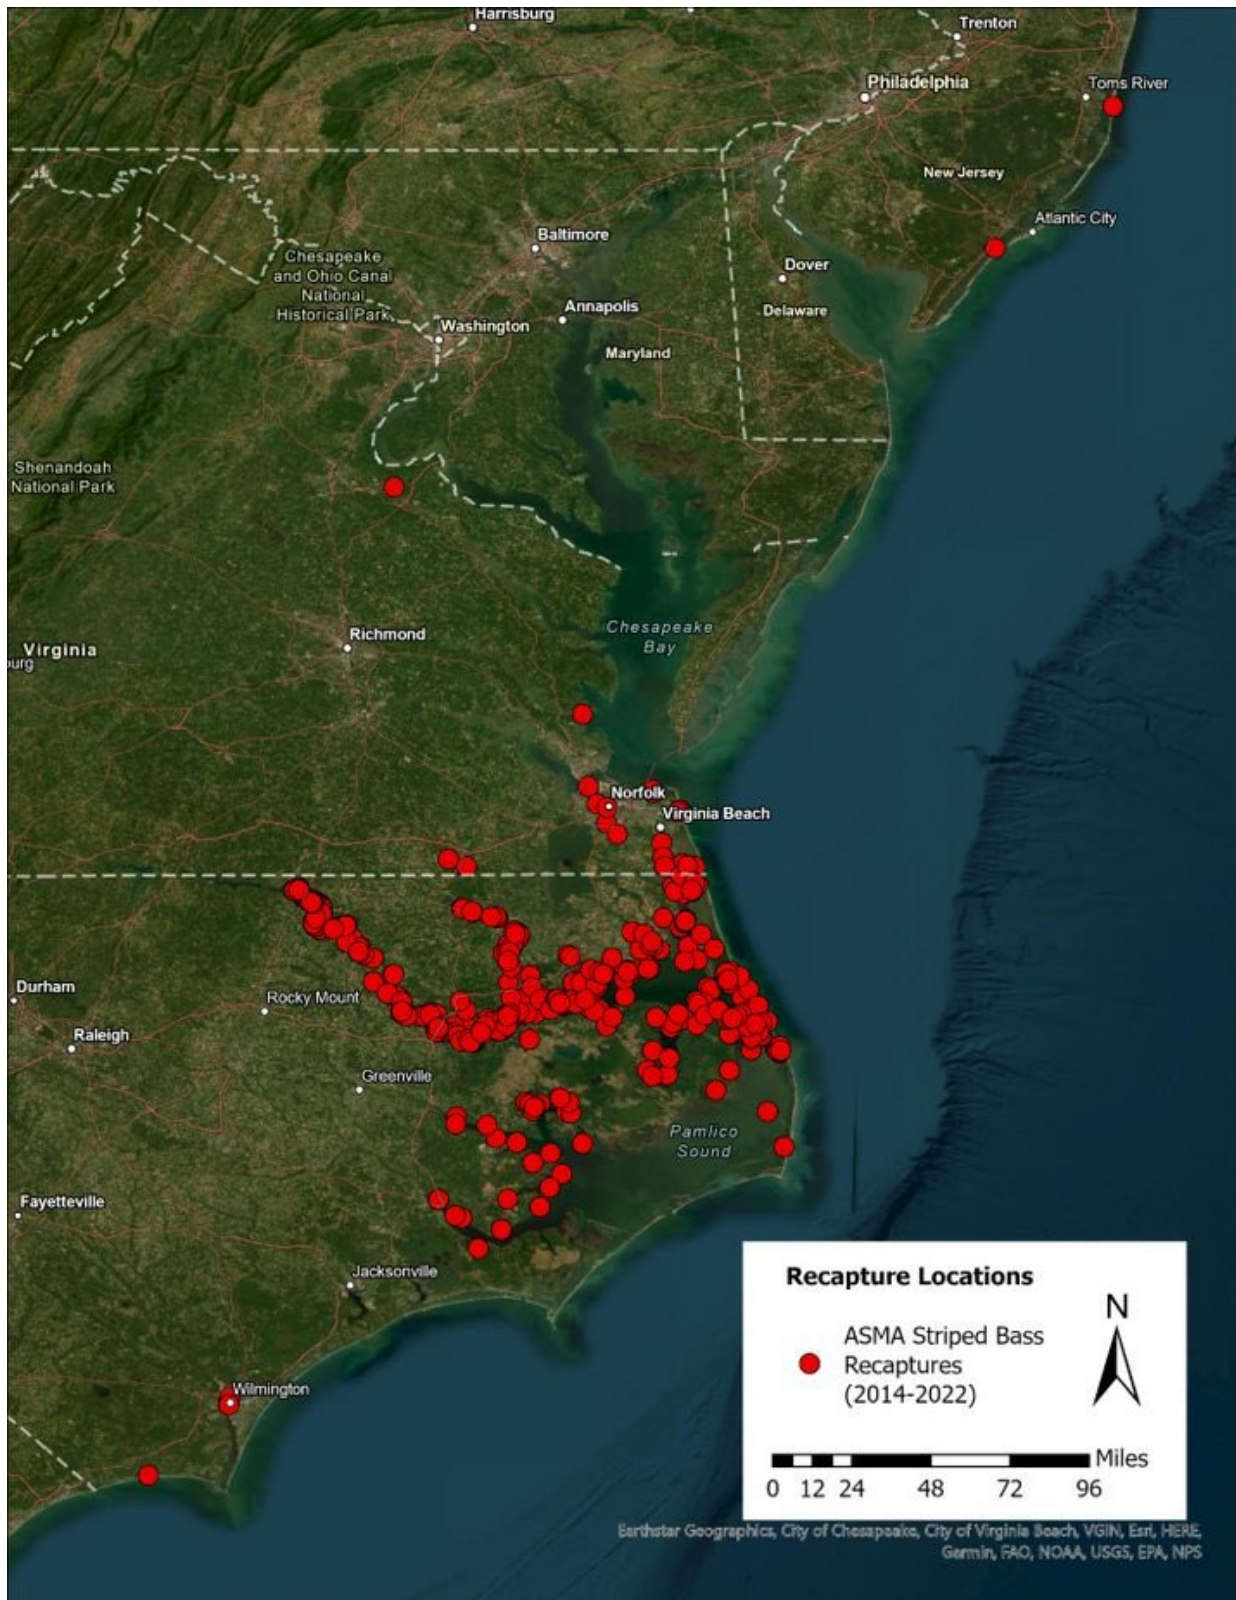 Harrisburg
Trenton
Philadelphia
Toms River
New Jersey
Atlantic City
Baltimore
Chesapeake
and Ohio Canal
National
Historical Park
Dover
Delaware
Annapolis
Washington
Maryland
Shenandoah
National Park
Chesapeake
Bay
Richmond
Virginia
burg
Norfolk
Virginia Beach
Durham
Rocky Mount
Raleigh
Greenville
Pamlico
Sound
Fayetteville
Jacksonville
Wilmington
Recapture Locations
N
ASMA Striped Bass
Recaptures
(2014-2022)
Miles
0 12 24 48 72 96
Earthstar Geographics, City of Chesapeake, City of Virginia Beach, VGIN, Esri, HERE,
Garmin, FAO, NOAA, USGS, EPA, NPS